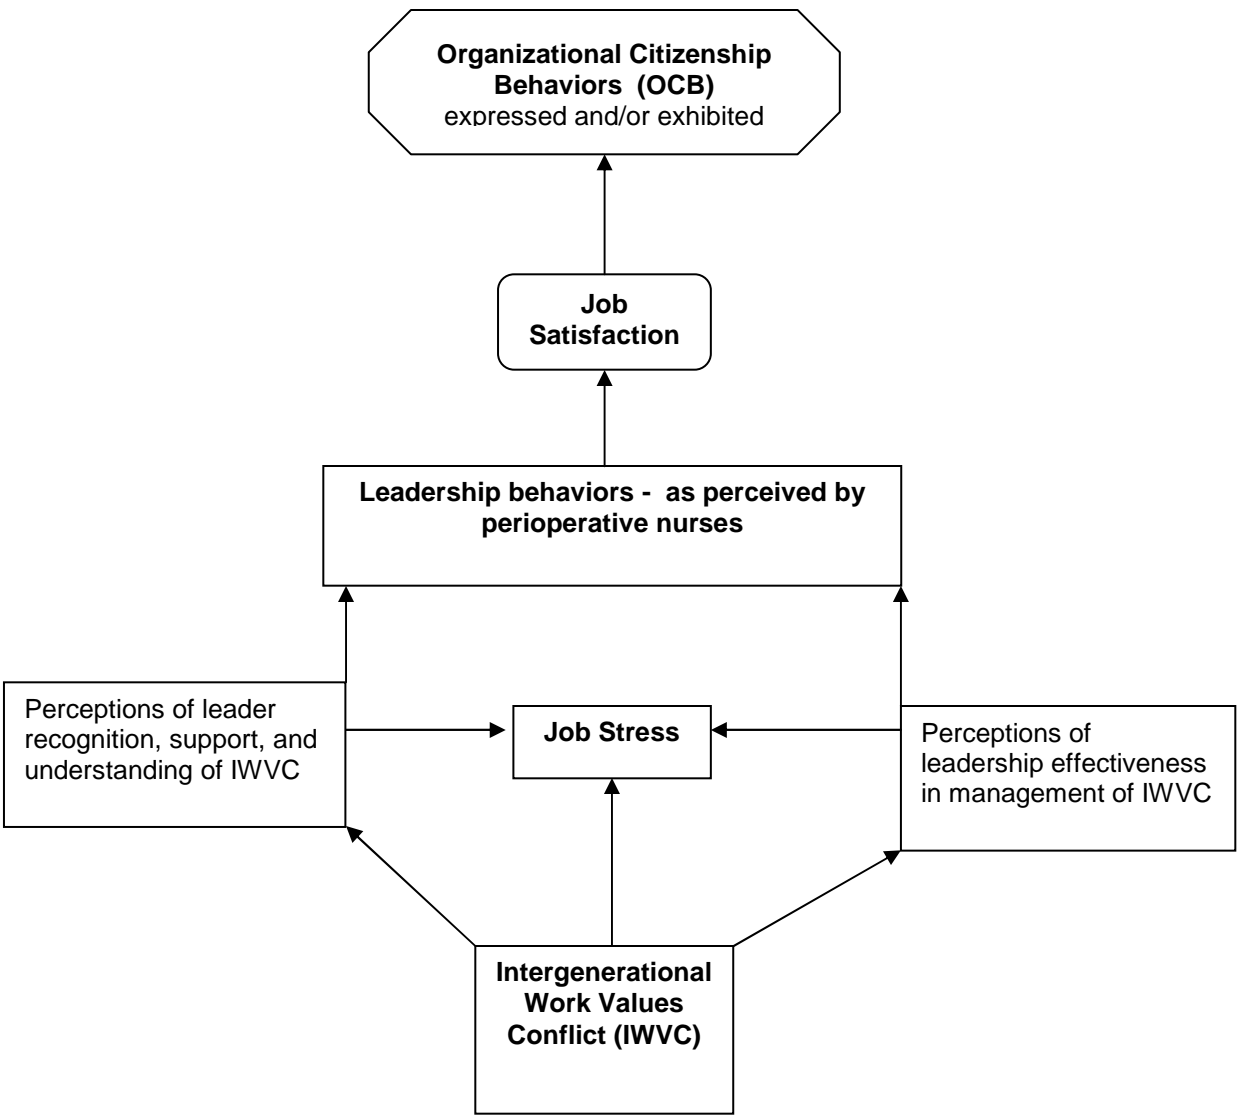 Organizational Citizenship
Behaviors (OCB)
expressed and/or exhibited
Job
Satisfaction
Leadership behaviors - as perceived by
perioperative nurses
Perceptions of leader
recognition, support, and
understanding of IWVC
Job Stress
Perceptions of
leadership effectiveness
in management of IWVC
Intergenerational
Work Values
Conflict (IWVC)